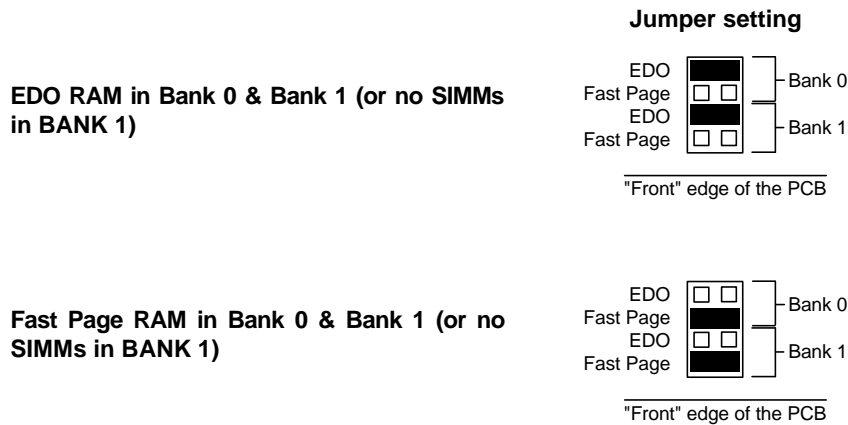 Jumper setting
EDO RAM in Bank 0 & Bank 1 (or no SIMMs
in BANK 1)
EDO
Fast Page
EDO
Fast Page
Bank 0
Bank 1
"Front" edge of the PCB
Fast Page RAM in Bank 0 & Bank 1 (or no
SIMMs in BANK 1)
EDO
Fast Page
EDO
Fast Page
Bank 0
Bank 1
"Front" edge of the PCB